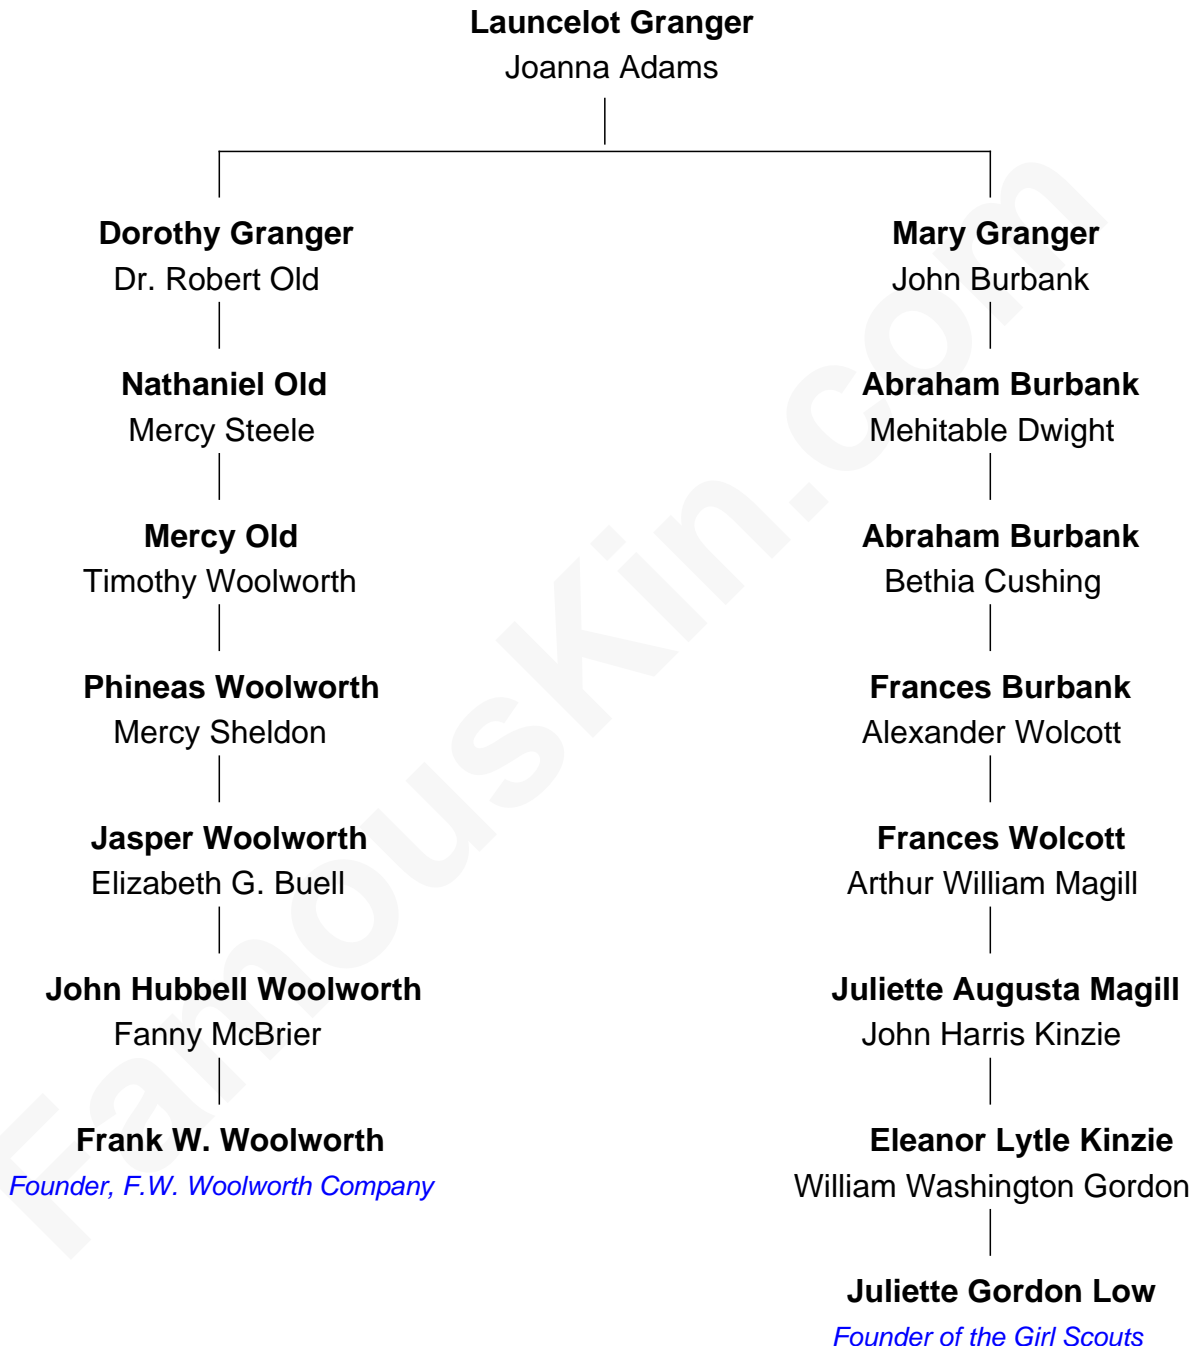 Launcelot Granger
Joanna Adams
Dorothy Granger
Dr. Robert Old
Mary Granger
John Burbank
Nathaniel Old
Mercy Steele
Abraham Burbank
Mehitable Dwight
Mercy Old
Timothy Woolworth
Abraham Burbank
Bethia Cushing
Phineas Woolworth
Mercy Sheldon
Frances Burbank
Alexander Wolcott
Jasper Woolworth
Elizabeth G. Buell
Frances Wolcott
Arthur William Magill
John Hubbell Woolworth
Fanny McBrier
Juliette Augusta Magill
John Harris Kinzie
Frank W. Woolworth
Founder, F.W. Woolworth Company
Eleanor Lytle Kinzie
William Washington Gordon
Juliette Gordon Low
Founder of the Girl Scouts
FamousKin.com